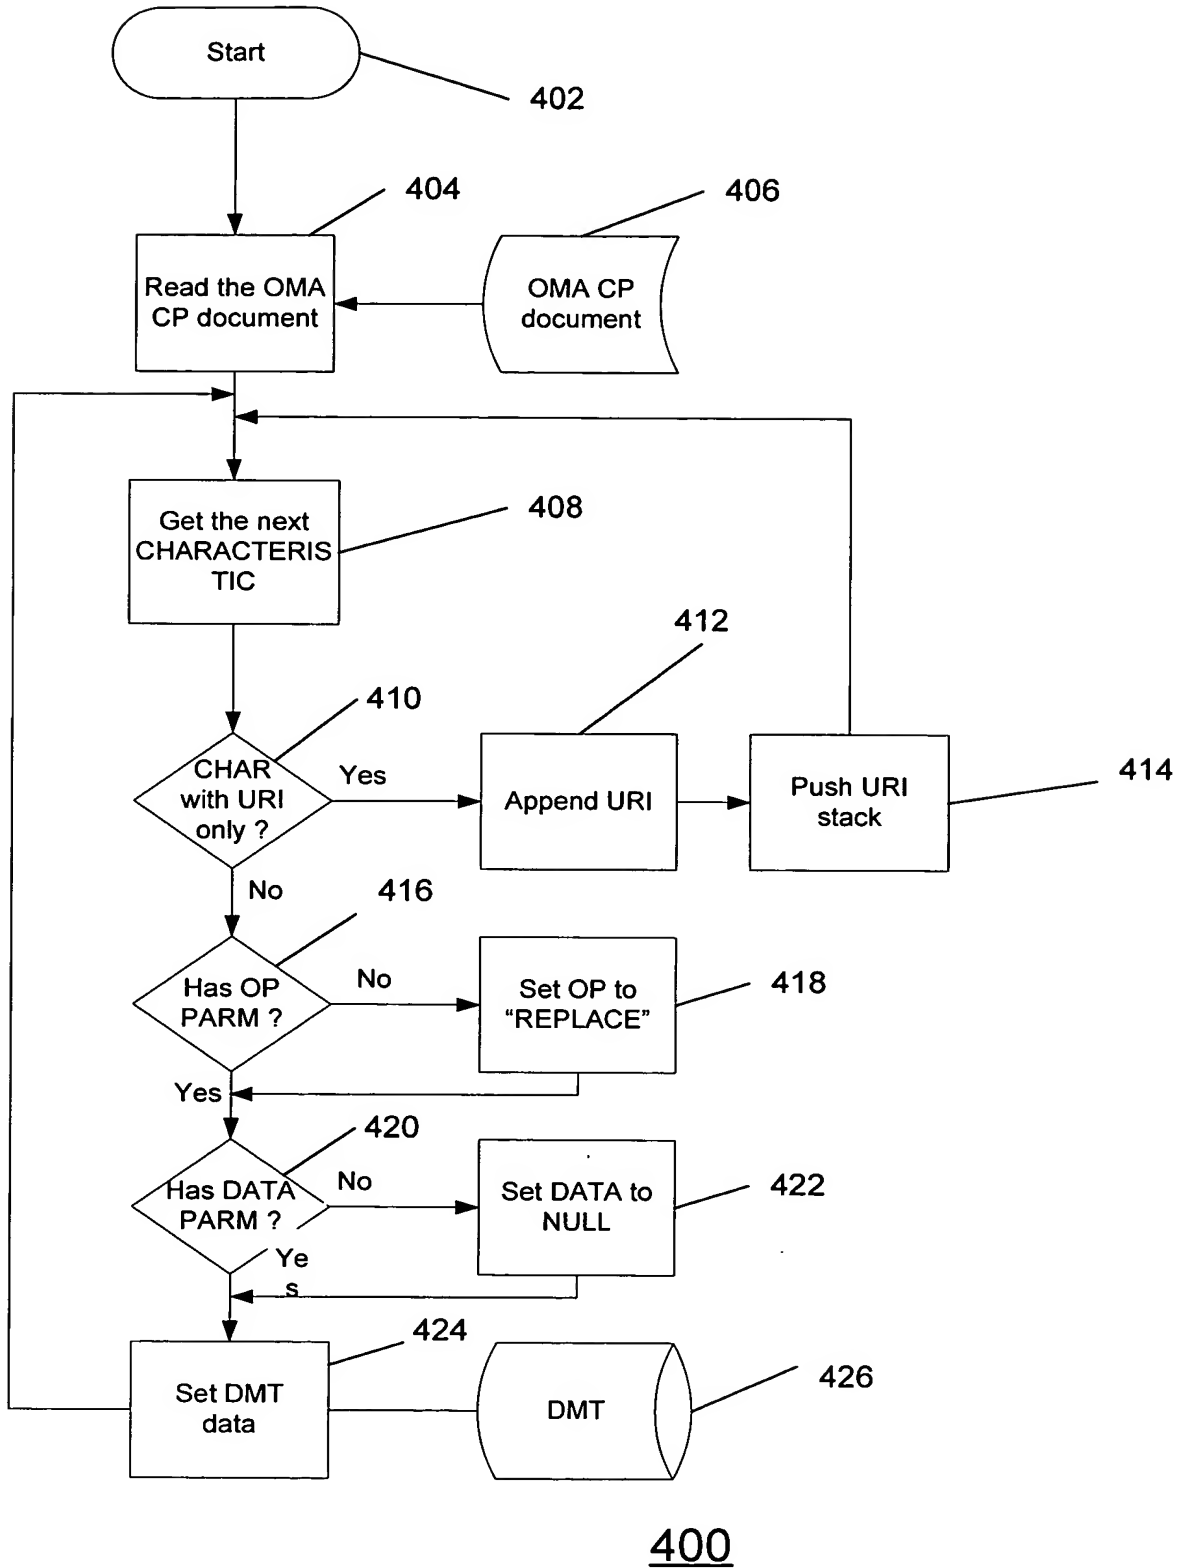 Start
402
404
406
Read the OMA
CP document
OMA CP
document
Get the next
CHARACTERIS
TIC
408
412
410
CHAR
with URI
only ?
Yes
Append URI
Push URI
stack
414
No
416
Has OP
PARM ?
No
Set OP to
“REPLACE”
418
Yes
420
Has DATA
PARM ?
No
Set DATA to
NULL
422
Ye
s
424
Set DMT
data
DMT
426
400